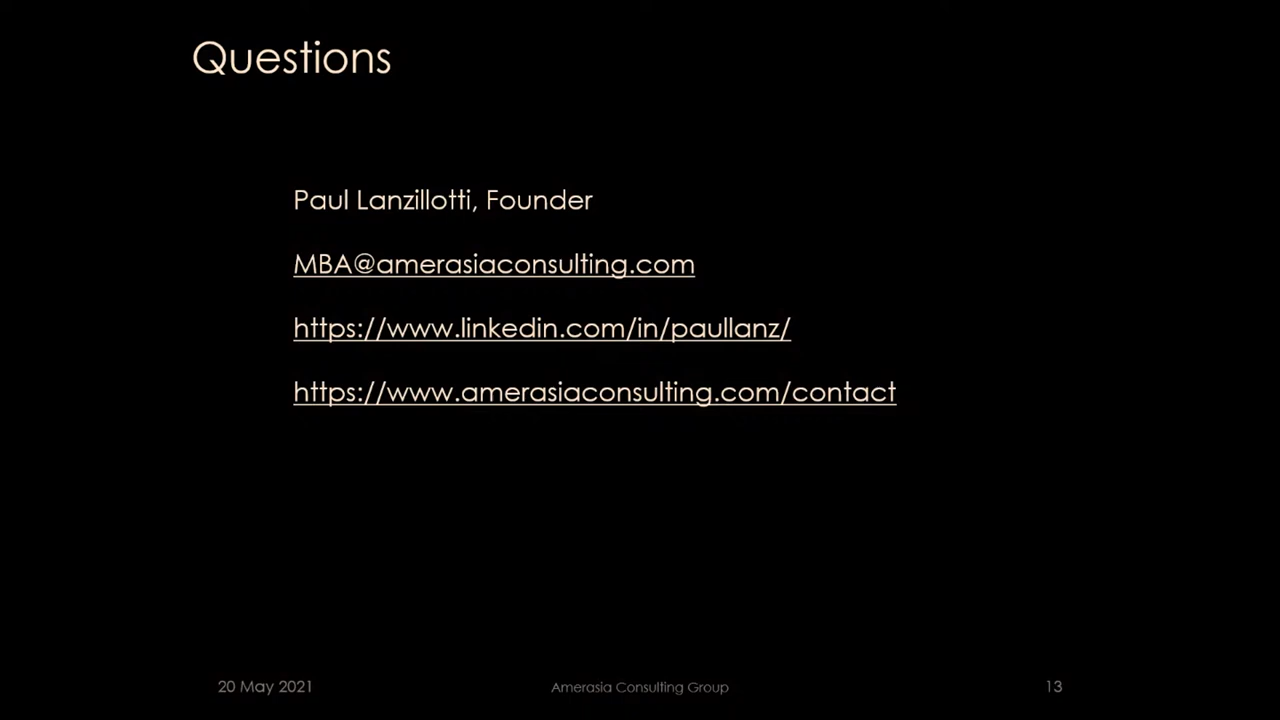 Questions
Paul Lanzillotti, Founder
MBA@amerasiaconsulting.com
https://www.linkedin.com/in/paullanz/
https://www.amerasiaconsulting.com/contact
20 May 2021
Amerasia Consulting Group
13